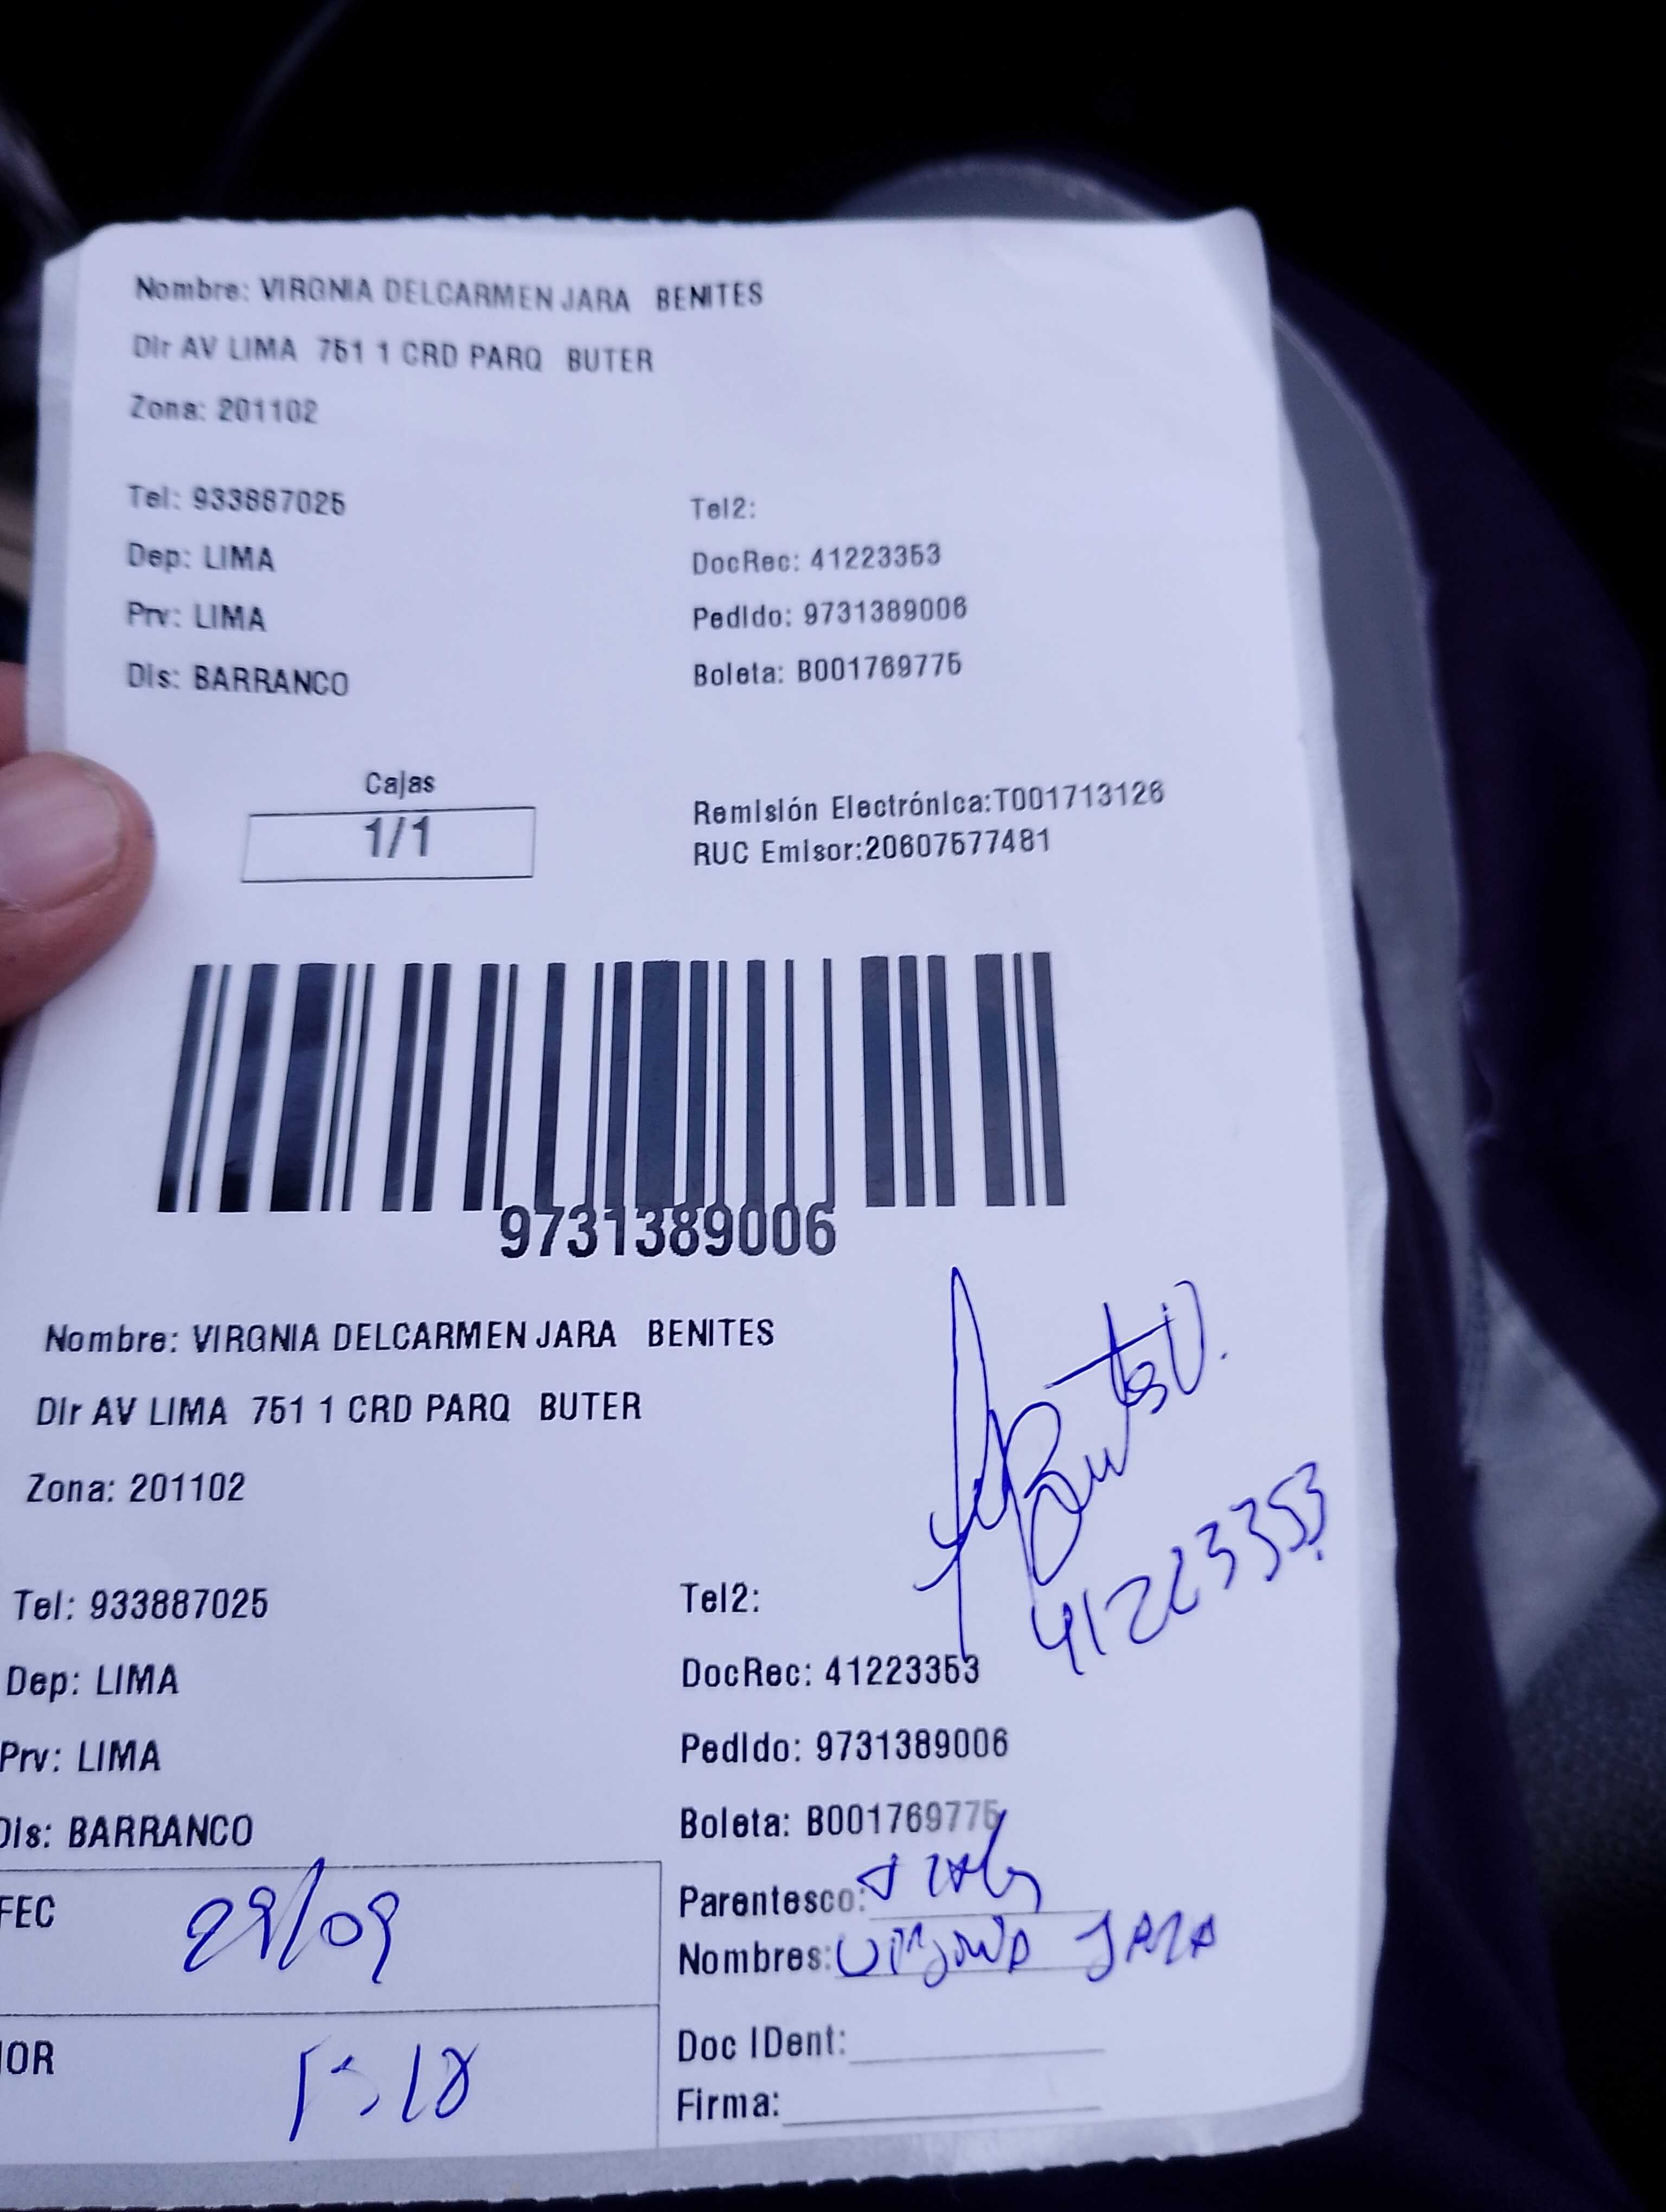 Nombre: VIRGNIA DELCARMEN JARA BENITES
Dir AV LIMA 751 1 CRD PARQ BUTER
Zona: 201102
Tel: 933887025 Tel2:
Dep: LIMA DocRec: 41223353
Prv: LIMA Pedido: 9731389006
Dis: BARRANCO Boleta: B001769775
Cajas
1/1
Remisión Electrónica:T001713126
RUC Emisor:20607577481
9731389006
Nombre: VIRGNIA DELCARMEN JARA BENITES
Dir AV LIMA 751 1 CRD PARQ BUTER
Zona: 201102
41223353
Tel: 933887025 Tel2:
Dep: LIMA DocRec: 41223353
Prv: LIMA Pedido: 9731389006
Dis: BARRANCO Boleta: B001769775
FEC 29/09
Parentesco:
Nombres: Virginia JARA
OR
Doc IDent:
Firma: